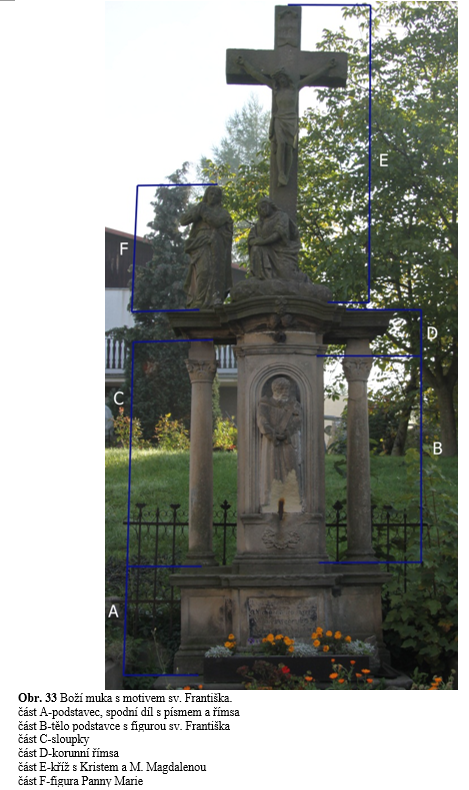 E
F
D
C
B
A
Obr. 33 Boží muka s motivem sv. Františka.
část A-podstavec, spodní díl s písmem a římsa
část B-tělo podstavce s figurou sv. Františka
část C-sloupky
část D-korunní římsa
část E-kříž s Kristem a M. Magdalenou
část F-figura Panny Marie